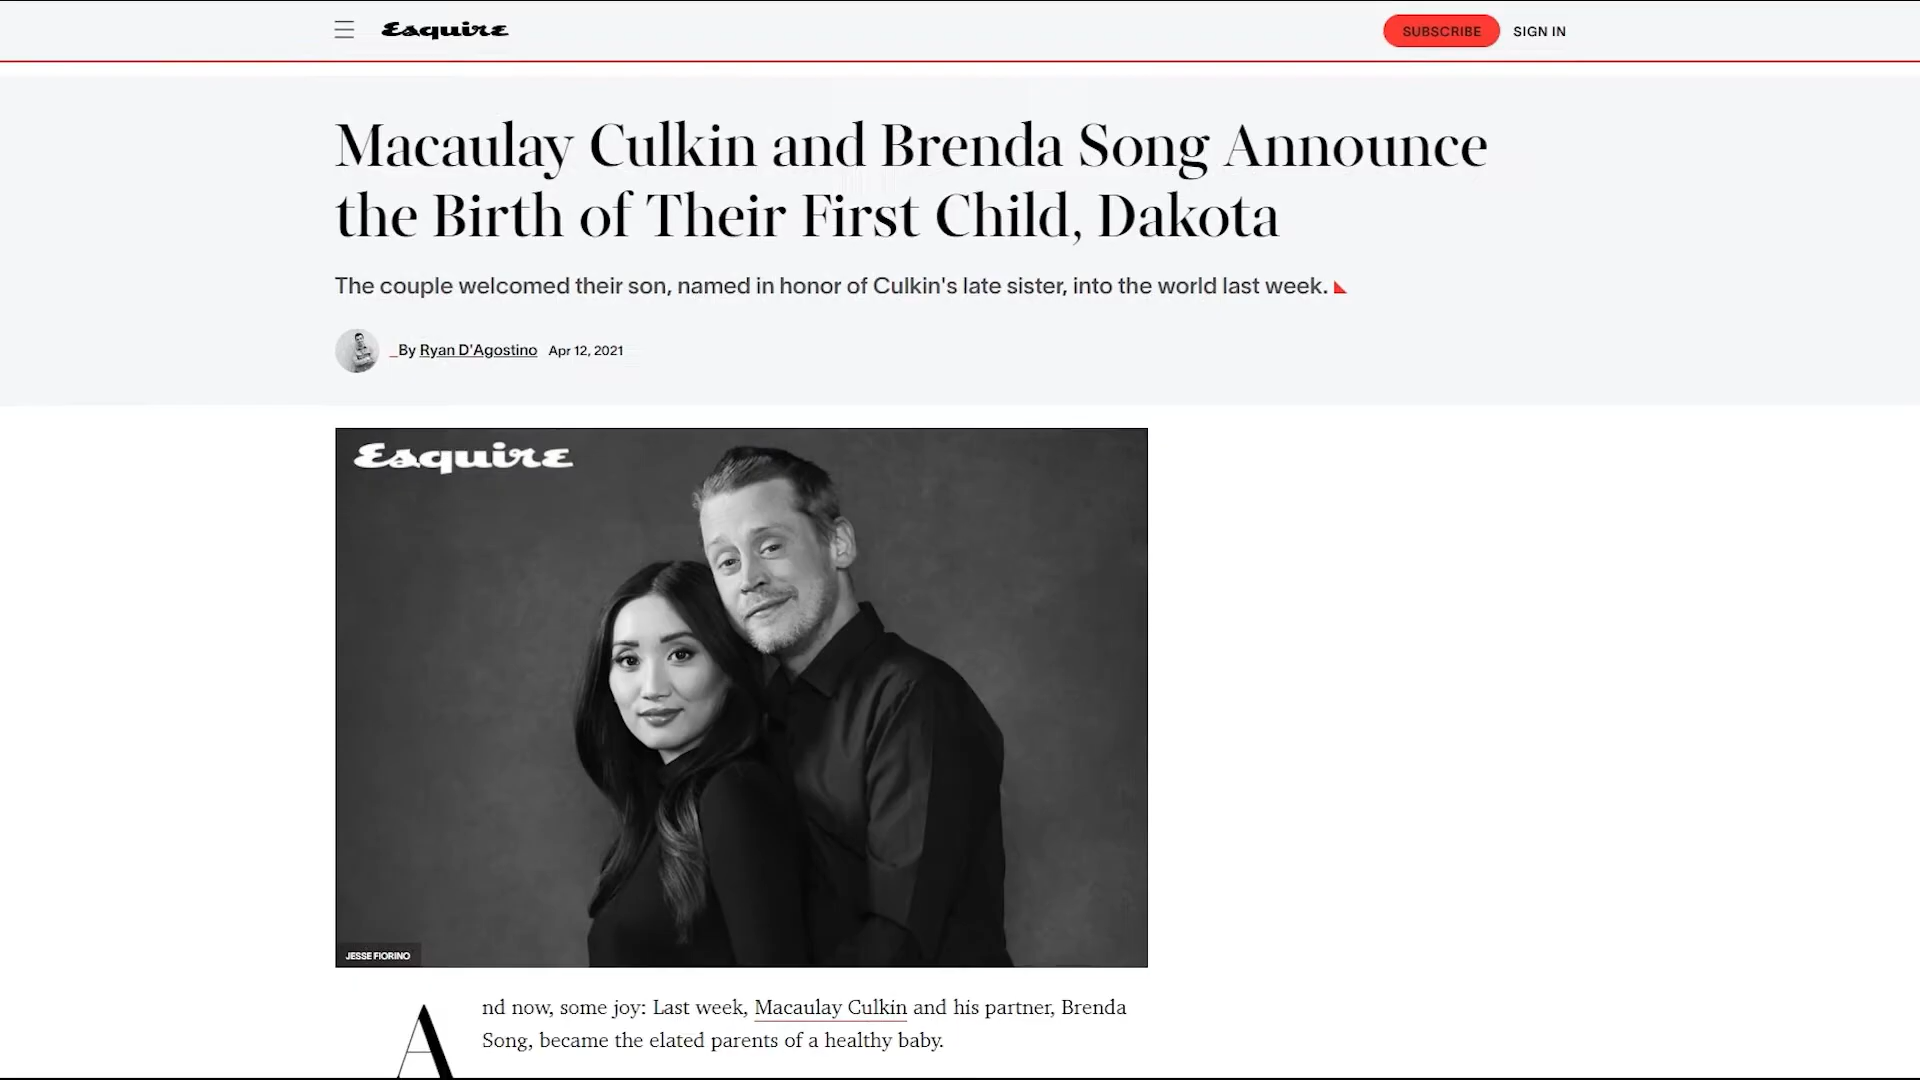 Esquire
SUBSCRIBE
SIGN IN
Macaulay Culkin and Brenda Song Announce
the Birth of Their First Child, Dakota
The couple welcomed their son, named in honor of Culkin's late sister, into the world last week.
_By Ryan D'Agostino Apr 12, 2021
Esquire
JESSE FIORINO
And now, some joy: Last week, Macaulay Culkin and his partner, Brenda
Song, became the elated parents of a healthy baby.